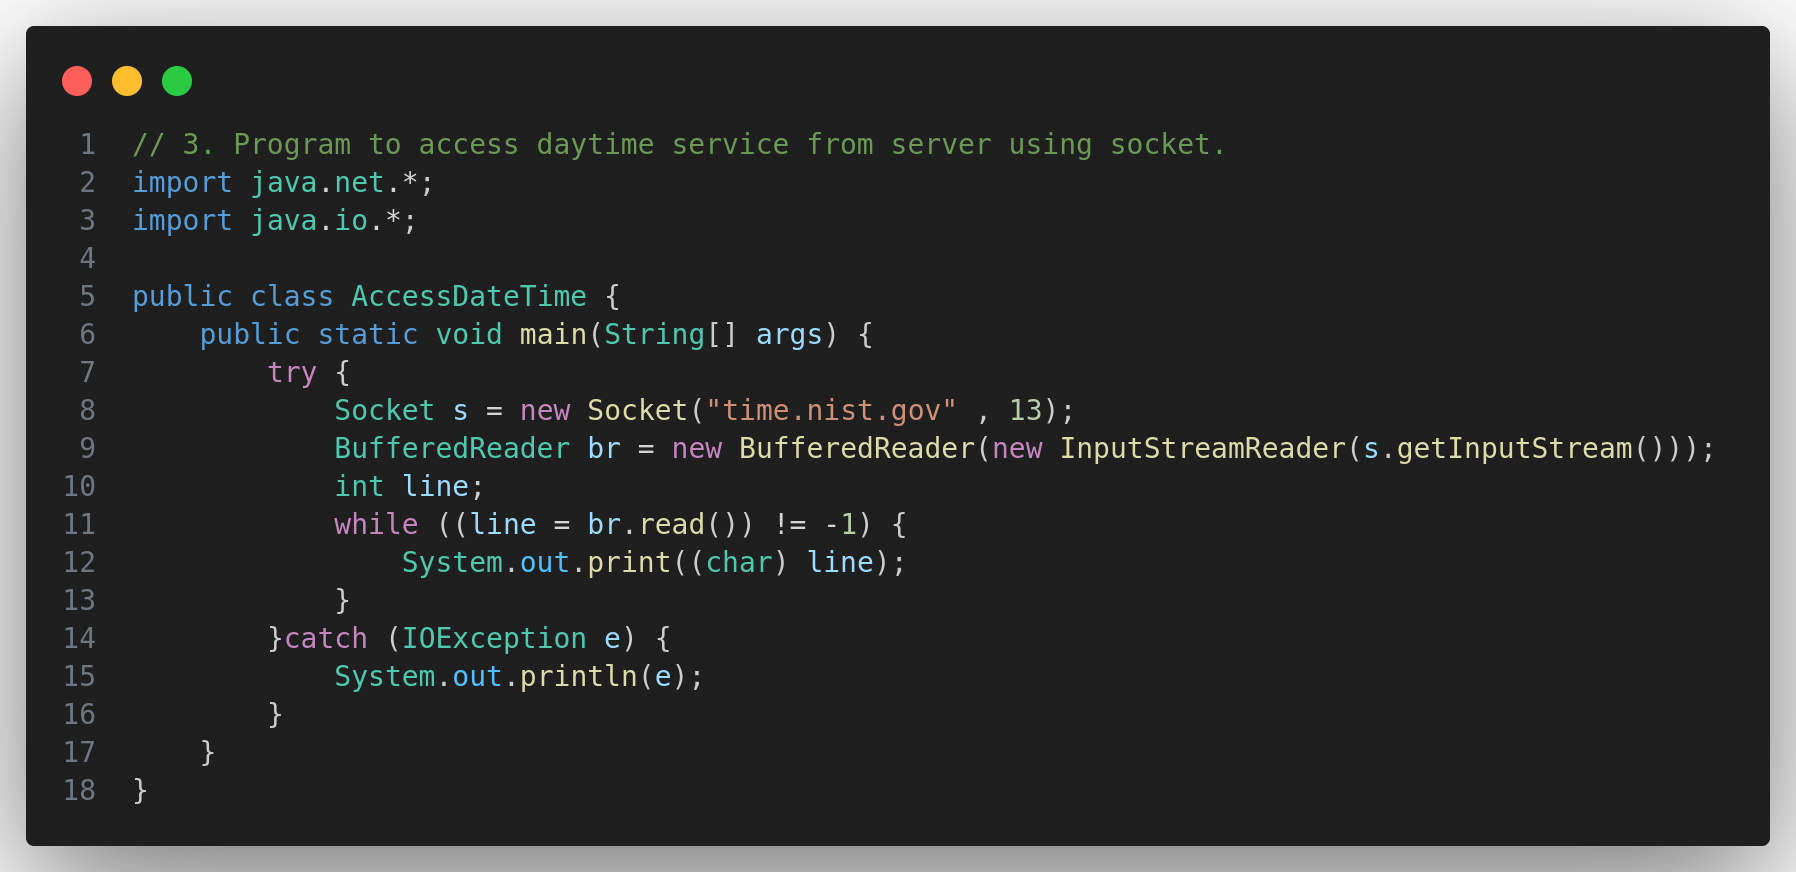 1 // 3. Program to access daytime service from server using socket.
2 import java.net.*;
3 import java.io.*;
4
5 public class AccessDateTime {
6     public static void main(String[] args) {
7         try {
8             Socket s = new Socket("time.nist.gov" , 13);
9             BufferedReader br = new BufferedReader(new InputStreamReader(s.getInputStream()));
10             int line;
11             while ((line = br.read()) != -1) {
12                 System.out.print((char) line);
13             }
14         }catch (IOException e) {
15             System.out.println(e);
16         }
17     }
18 }